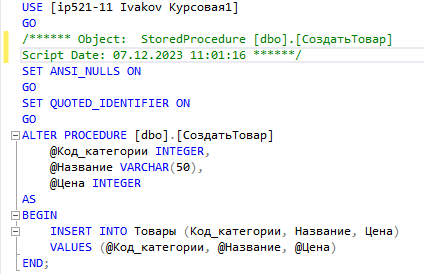 USE [ip521-11 Ivakov Курсовая1]
GO
/****** Object:  StoredProcedure [dbo].[СоздатьТовар]
Script Date: 07.12.2023 11:01:16 ******/
SET ANSI_NULLS ON
GO
SET QUOTED_IDENTIFIER ON
GO
ALTER PROCEDURE [dbo].[СоздатьТовар]
    @Код_категории INTEGER,
    @Название VARCHAR(50),
    @Цена INTEGER
AS
BEGIN
    INSERT INTO Товары (Код_категории, Название, Цена)
    VALUES (@Код_категории, @Название, @Цена)
END;